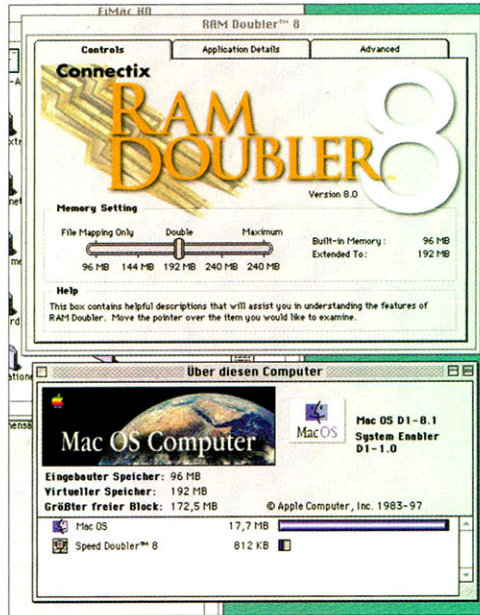 FiMac HD
RAM Doubler™ 8
Controls Application Details Advanced
Connectix
RAM
DOUBLER 8
Version 8.0
Memory Setting
File Mapping Only Double Maximum
96 MB 144 MB 192 MB 240 MB 240 MB
Built-in Memory: 96 MB
Extended To: 192 MB
Help
This box contains helpful descriptions that will assist you in understanding the features of
RAM Doubler. Move the pointer over the item you would like to examine.
Über diesen Computer
Mac OS Computer
MacOS
Mac OS D1-8.1
System Enabler
D1-1.0
Eingebauter Speicher: 96 MB
Virtueller Speicher: 192 MB
Größter freier Block: 172,5 MB
© Apple Computer, Inc. 1983-97
Mac OS 17,7 MB
Speed Doubler™ 8 812 KB